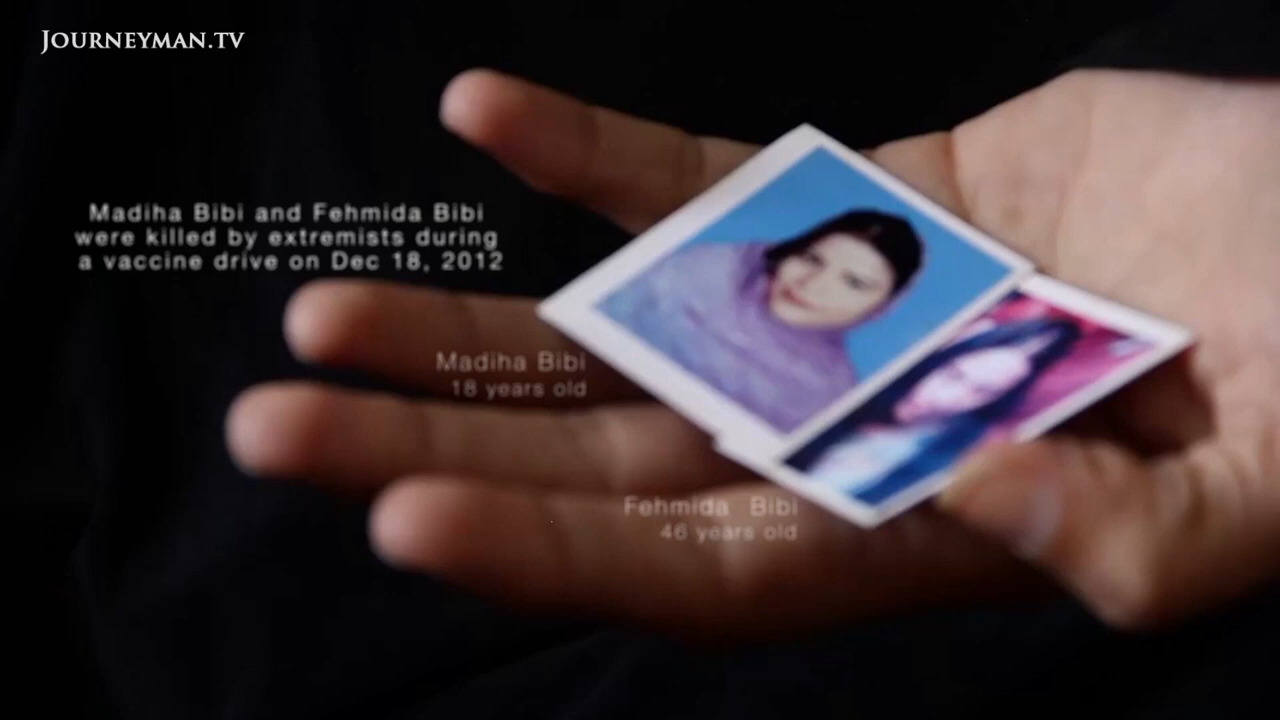 JOURNEYMAN.TV
Madiha Bibi and Fehmida Bibi
were killed by extremists during
a vaccine drive on Dec 18, 2012
Madiha Bibi
18 years old
Fehmida Bibi
46 years old